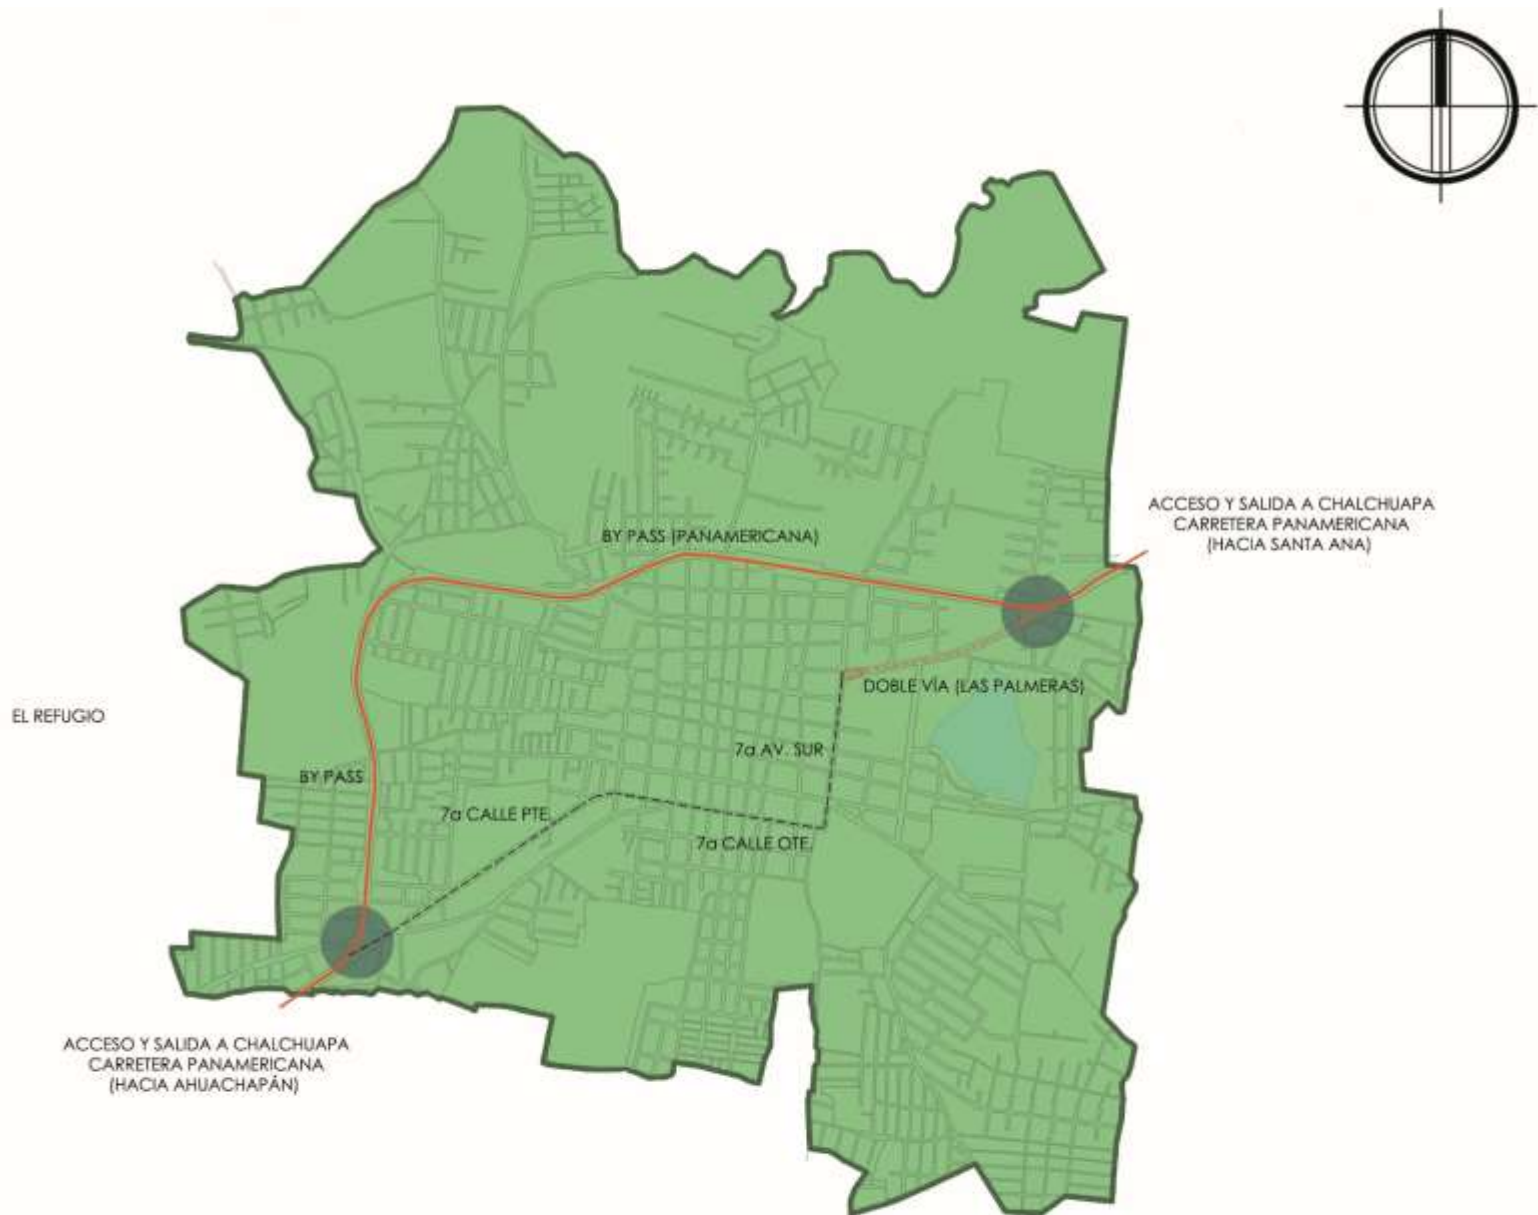 ACCESO Y SALIDA A CHALCHUAPA
CARRETERA PANAMERICANA
(HACIA SANTA ANA)
BY PASS (PANAMERICANA)
DOBLE VÍA (LAS PALMERAS)
EL REFUGIO
7a AV. SUR
BY PASS
7a CALLE PTE.
7a CALLE OTE.
ACCESO Y SALIDA A CHALCHUAPA
CARRETERA PANAMERICANA
(HACIA AHUACHAPÁN)